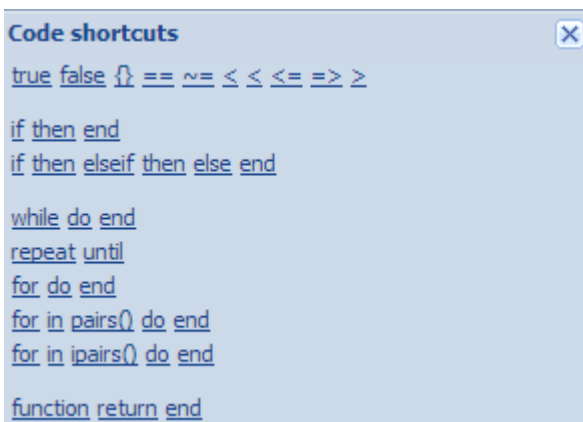 Code shortcuts
true false {} == ~= < < <= => >
if then end
if then elseif then else end
while do end
repeat until
for do end
for in pairs() do end
for in ipairs() do end
function return end